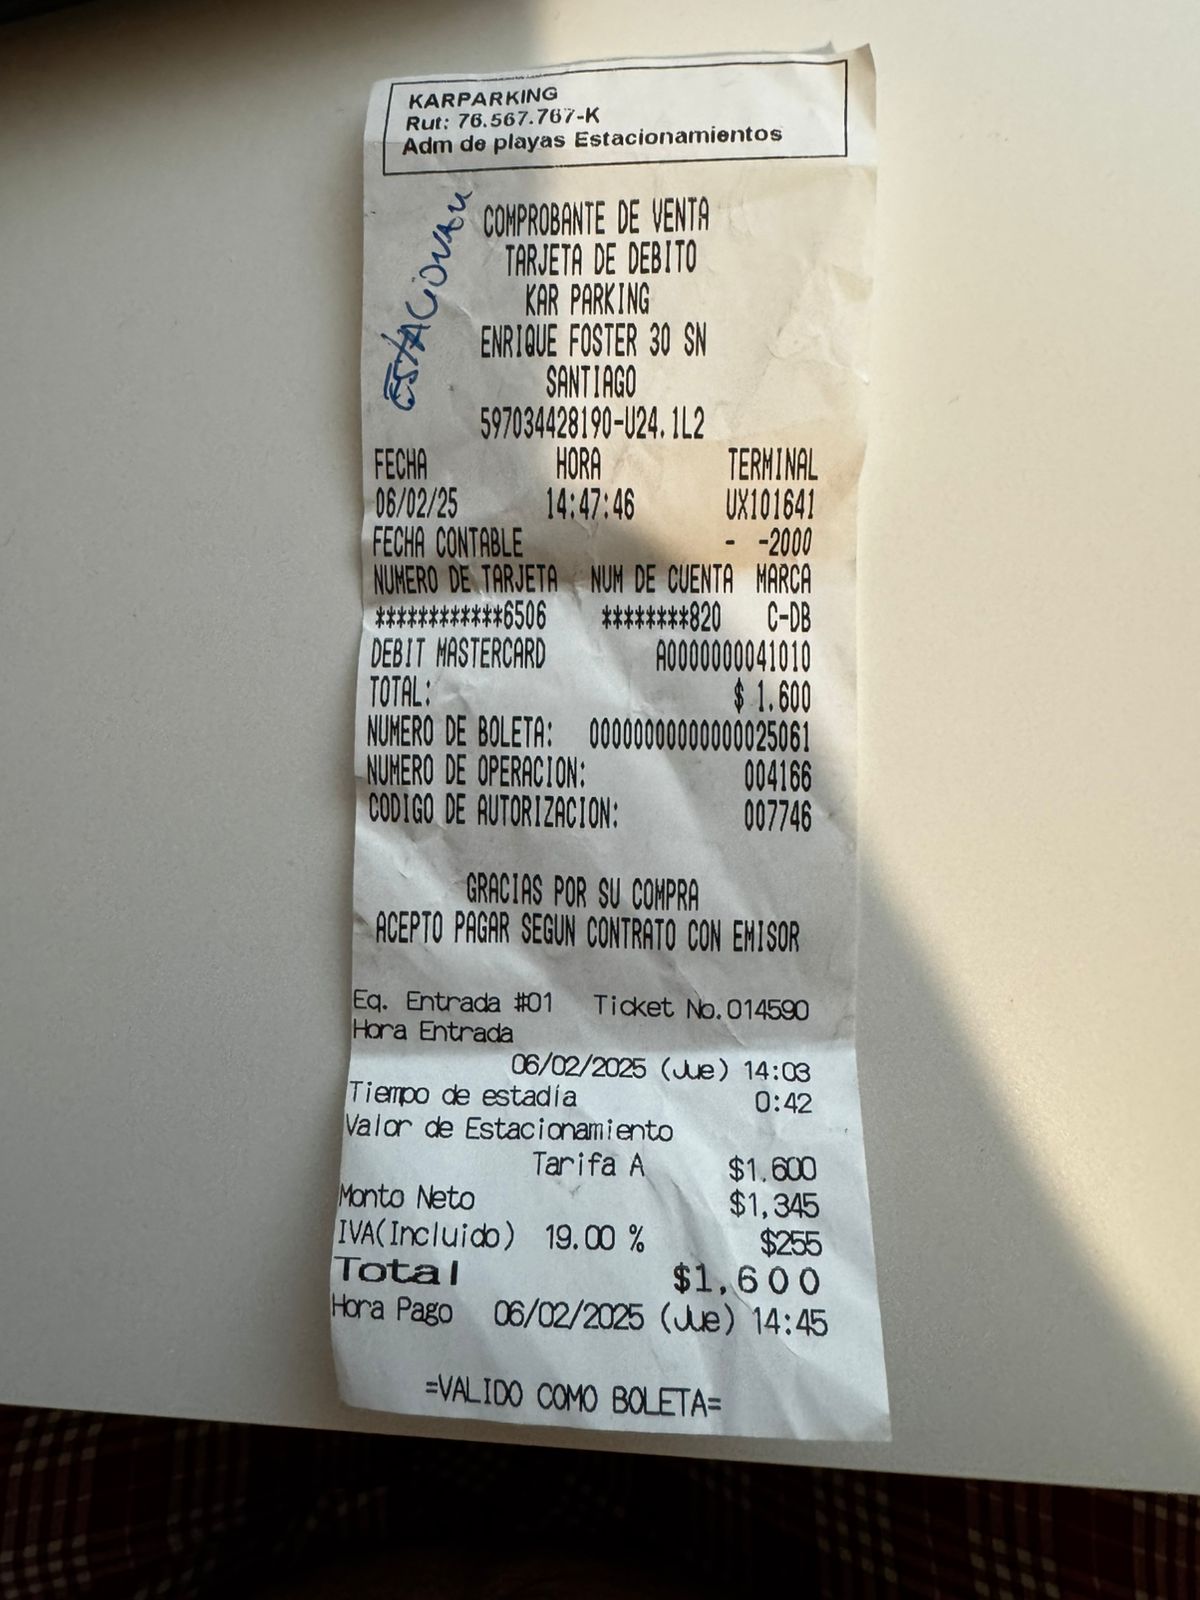 KARPARKING
Rut: 76.567.767-K
Adm de playas Estacionamientos
COMPROBANTE DE VENTA
TARJETA DE DEBITO
KAR PARKING
ENRIQUE FOSTER 30 SN
SANTIAGO
597034428190-U24.1L2
FECHA HORA TERMINAL
06/02/25 14:47:46 UX101641
FECHA CONTABLE - -2000
NUMERO DE TARJETA NUM DE CUENTA MARCA
************6506 ********820 C-DB
DEBIT MASTERCARD A0000000041010
TOTAL: $ 1.600
NUMERO DE BOLETA: 00000000000000025061
NUMERO DE OPERACION: 004166
CODIGO DE AUTORIZACION: 007746
GRACIAS POR SU COMPRA
ACEPTO PAGAR SEGUN CONTRATO CON EMISOR
Eq. Entrada #01 Ticket No.014590
Hora Entrada
06/02/2025 (Jue) 14:03
Tiempo de estadía 0:42
Valor de Estacionamiento
Tarifa A $1,600
Monto Neto $1,345
IVA(Incluido) 19.00 % $255
Total $1,600
Hora Pago 06/02/2025 (Jue) 14:45
=VALIDO COMO BOLETA=